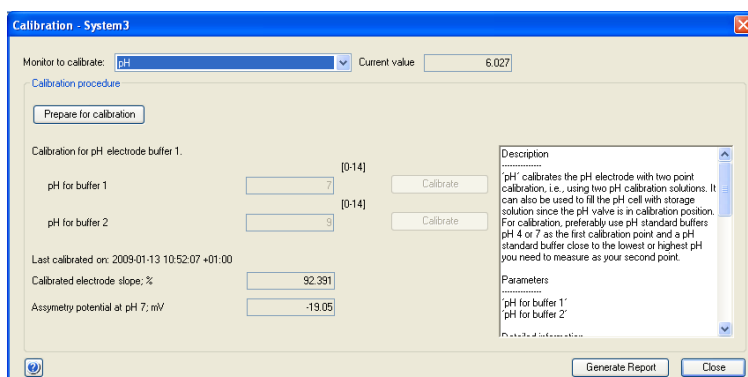 Calibration - System3
Monitor to calibrate: pH Current value 6.027
Calibration procedure
Prepare for calibration
Calibration for pH electrode buffer 1.
[0-14]
pH for buffer 1 7 Calibrate
[0-14]
pH for buffer 2 9 Calibrate
Last calibrated on: 2009-01-13 10:52:07 +01:00
Calibrated electrode slope; % 92.391
Assymetry potential at pH 7; mV -19.05
Description
---------------
'pH' calibrates the pH electrode with two point
calibration, i.e., using two pH calibration solutions. It
can also be used to fill the pH cell with storage
solution since the pH valve is in calibration position.
For calibration, preferably use pH standard buffers
pH 4 or 7 as the first calibration point and a pH
standard buffer close to the lowest or highest pH
you need to measure as your second point.
Parameters
---------------
'pH for buffer 1'
'pH for buffer 2'
Detailed information
Generate Report Close